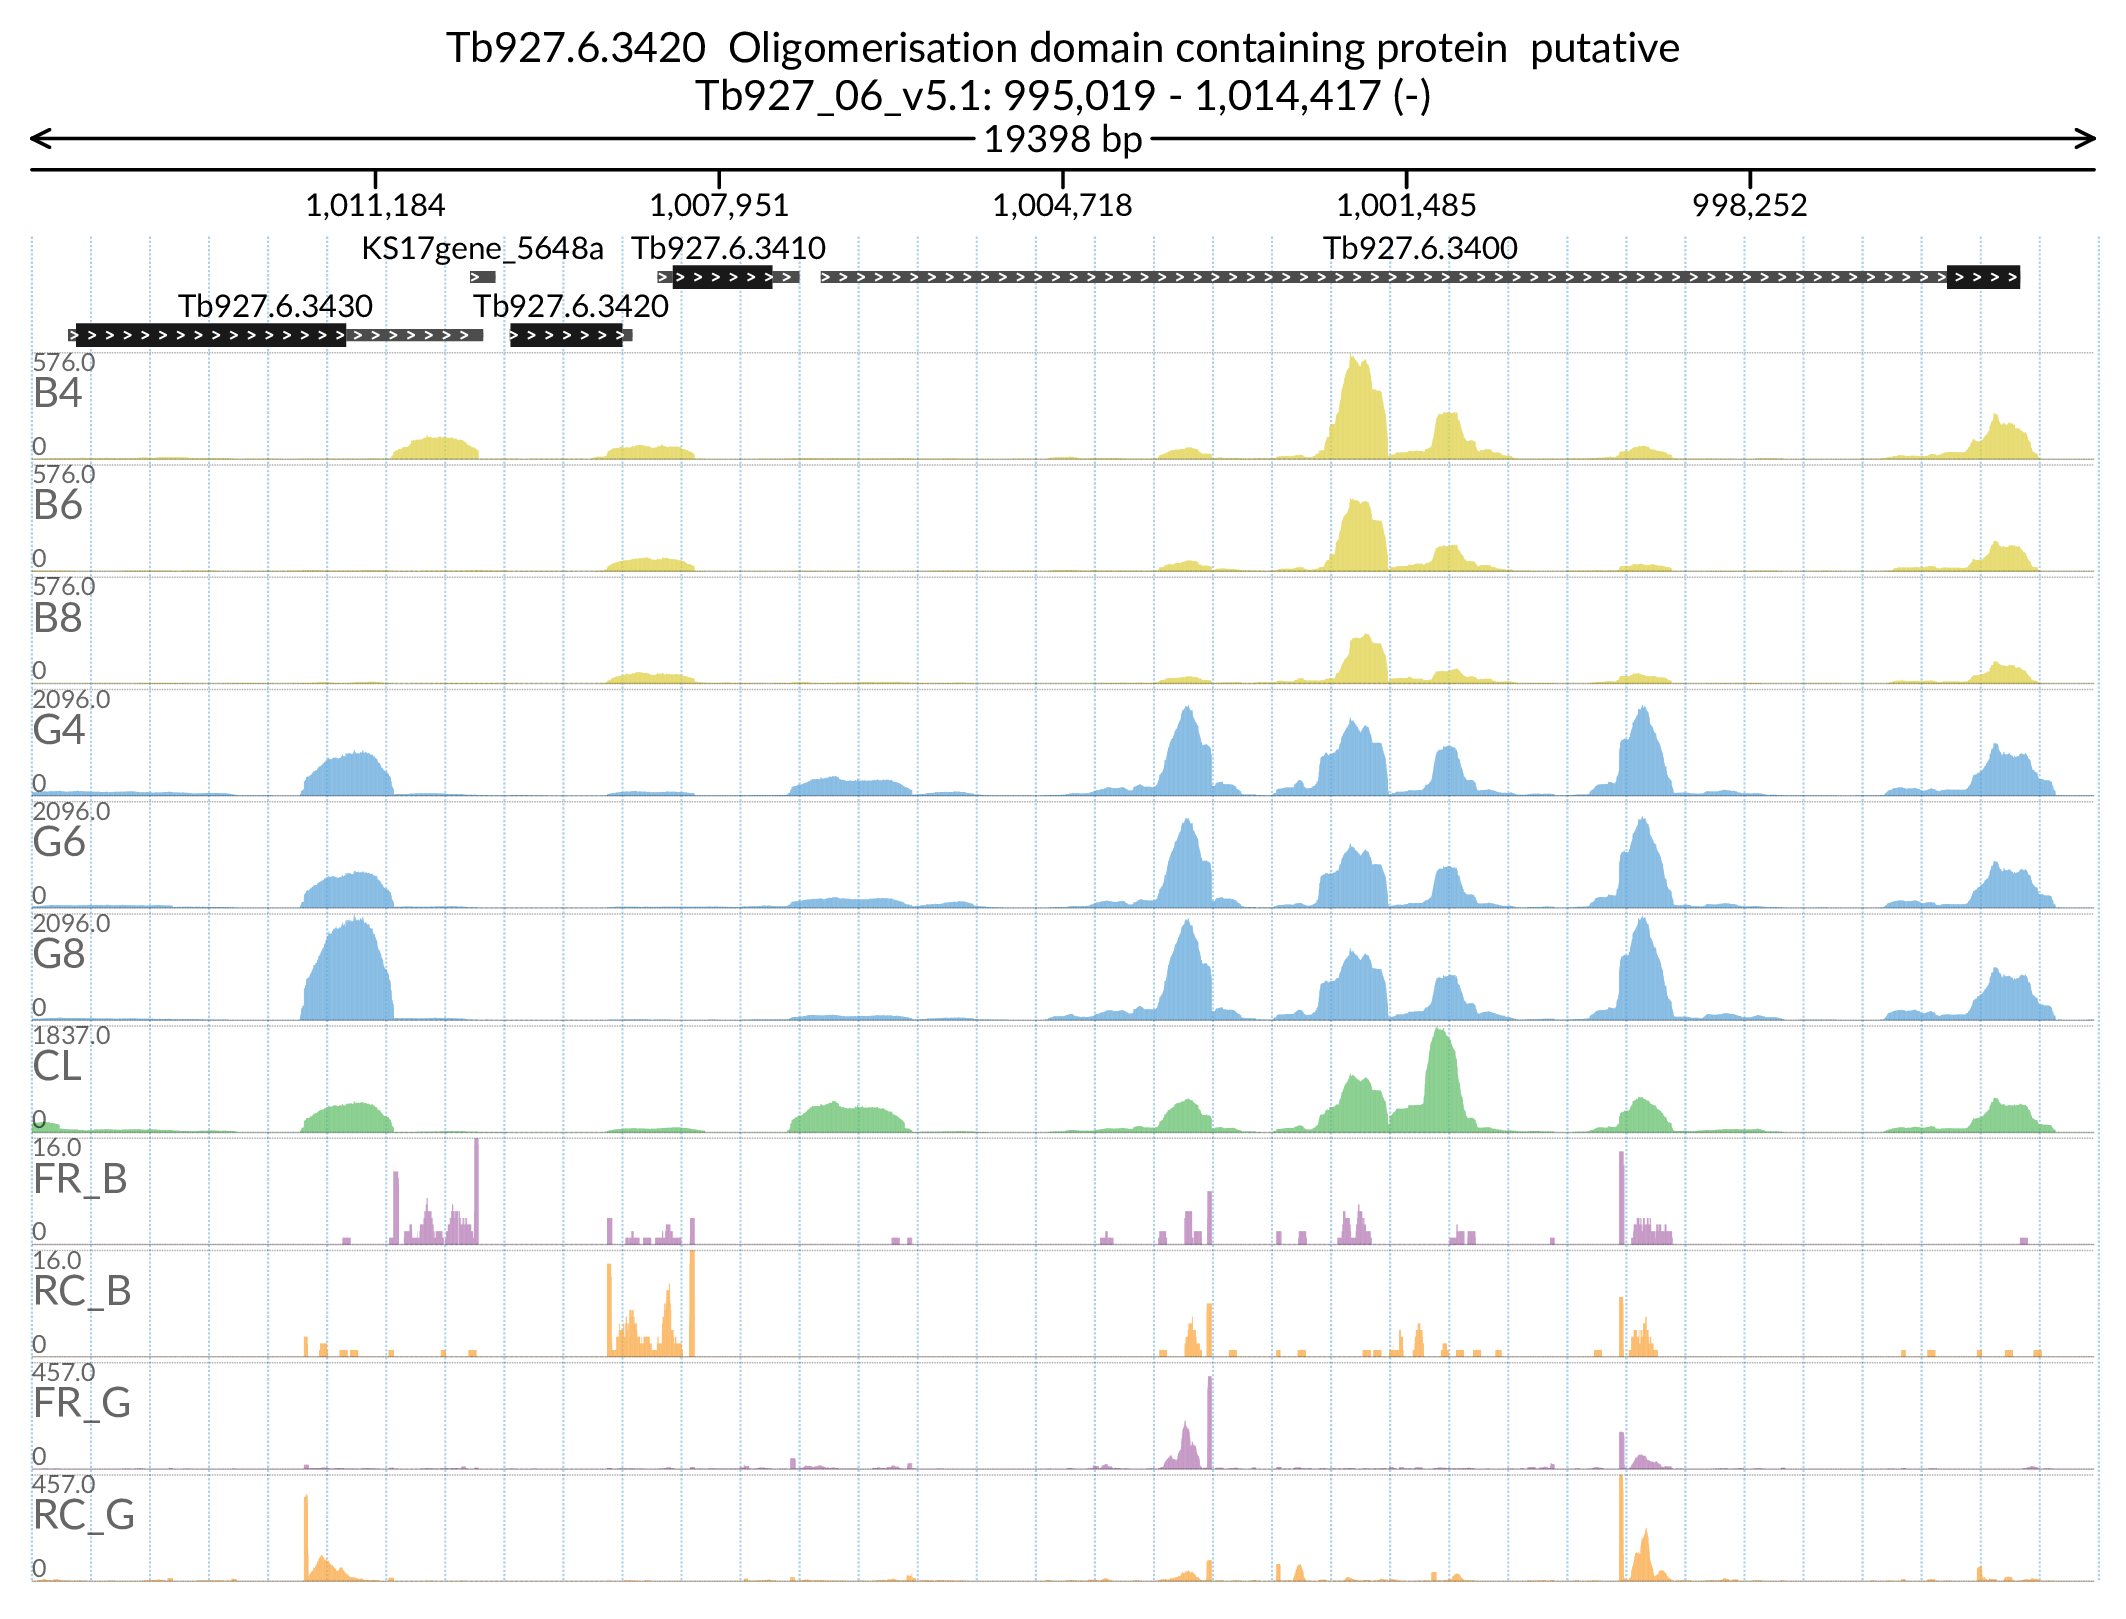 Tb927.6.3420  Oligomerisation domain containing protein  putative
Tb927_06_v5.1: 995,019 - 1,014,417 (-)
19398 bp
1,011,184 1,007,951 1,004,718 1,001,485 998,252
KS17gene_5648a Tb927.6.3410 Tb927.6.3400
Tb927.6.3430 Tb927.6.3420
576.0
B4
0
576.0
B6
0
576.0
B8
0
2096.0
G4
0
2096.0
G6
0
2096.0
G8
0
1837.0
CL
0
16.0
FR_B
0
16.0
RC_B
0
457.0
FR_G
0
457.0
RC_G
0